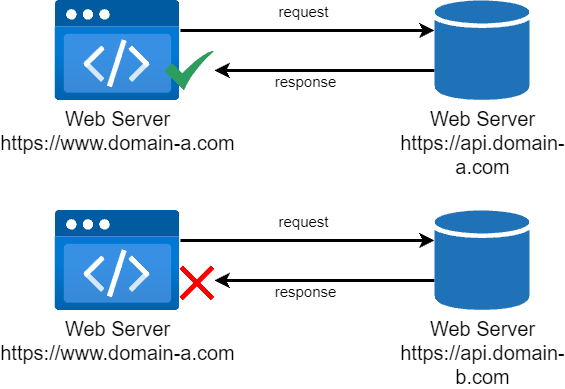 request
response
Web Server
https://www.domain-a.com
Web Server
https://api.domain-
a.com
request
response
Web Server
https://www.domain-a.com
Web Server
https://api.domain-
b.com